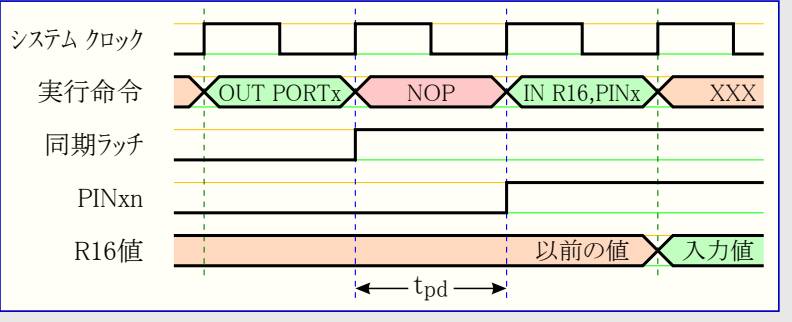 システム クロック
実行命令 OUT PORTx NOP IN R16,PINx XXX
同期ラッチ
PINxn
R16値 以前の値 入力値
tpd